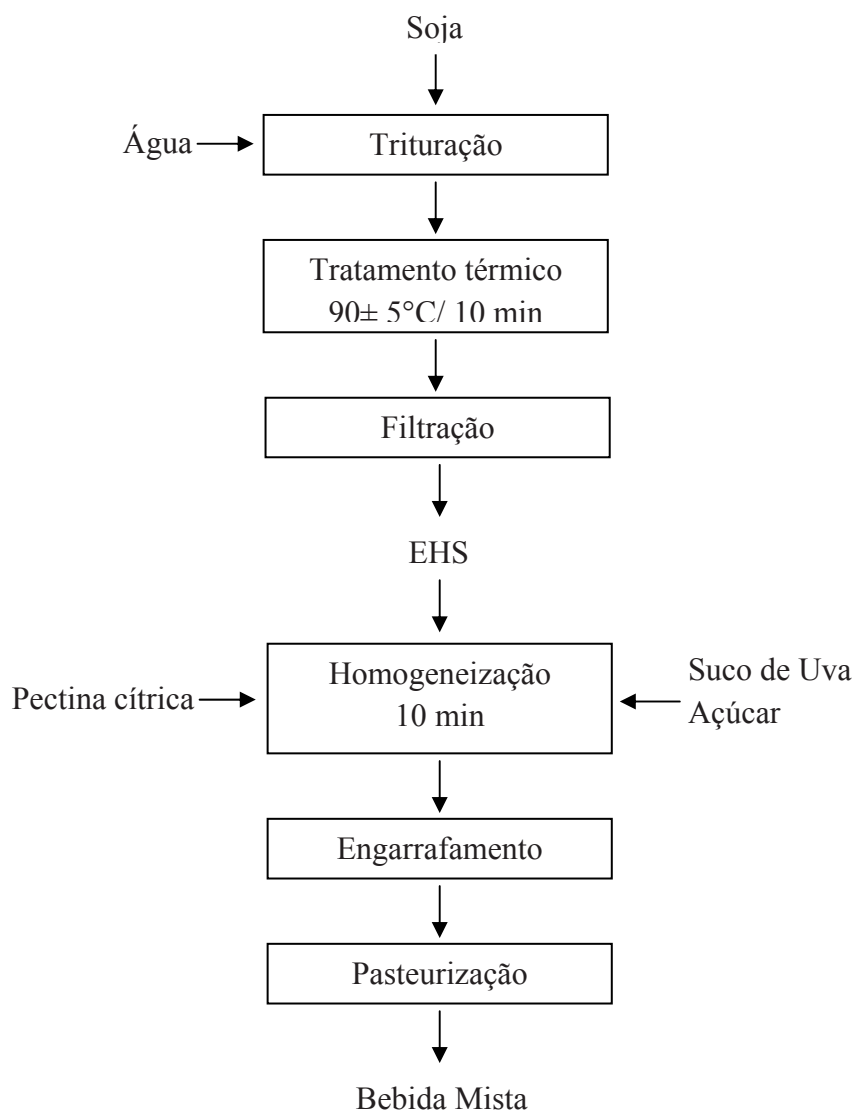 Soja
Água
Trituração
Tratamento térmico
90± 5°C/ 10 min
Filtração
EHS
Pectina cítrica
Homogeneização
10 min
Suco de Uva
Açúcar
Engarrafamento
Pasteurização
Bebida Mista